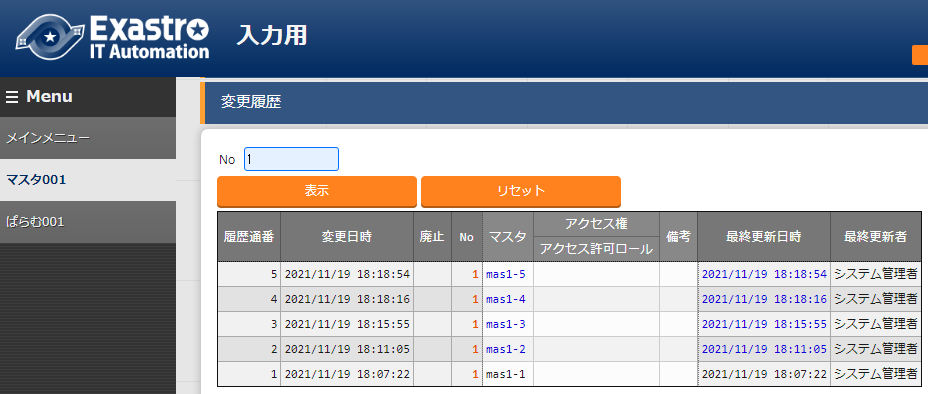 Exastro
IT Automation
入力用
Menu
メインメニュー
マスタ001
ぱらむ001
変更履歴
No 1
表示 リセット
履歴通番 変更日時 廃止 No マスタ アクセス権 備考 最終更新日時 最終更新者
アクセス許可ロール
5 2021/11/19 18:18:54 1 mas1-5 2021/11/19 18:18:54 システム管理者
4 2021/11/19 18:18:16 1 mas1-4 2021/11/19 18:18:16 システム管理者
3 2021/11/19 18:15:55 1 mas1-3 2021/11/19 18:15:55 システム管理者
2 2021/11/19 18:11:05 1 mas1-2 2021/11/19 18:11:05 システム管理者
1 2021/11/19 18:07:22 1 mas1-1 2021/11/19 18:07:22 システム管理者